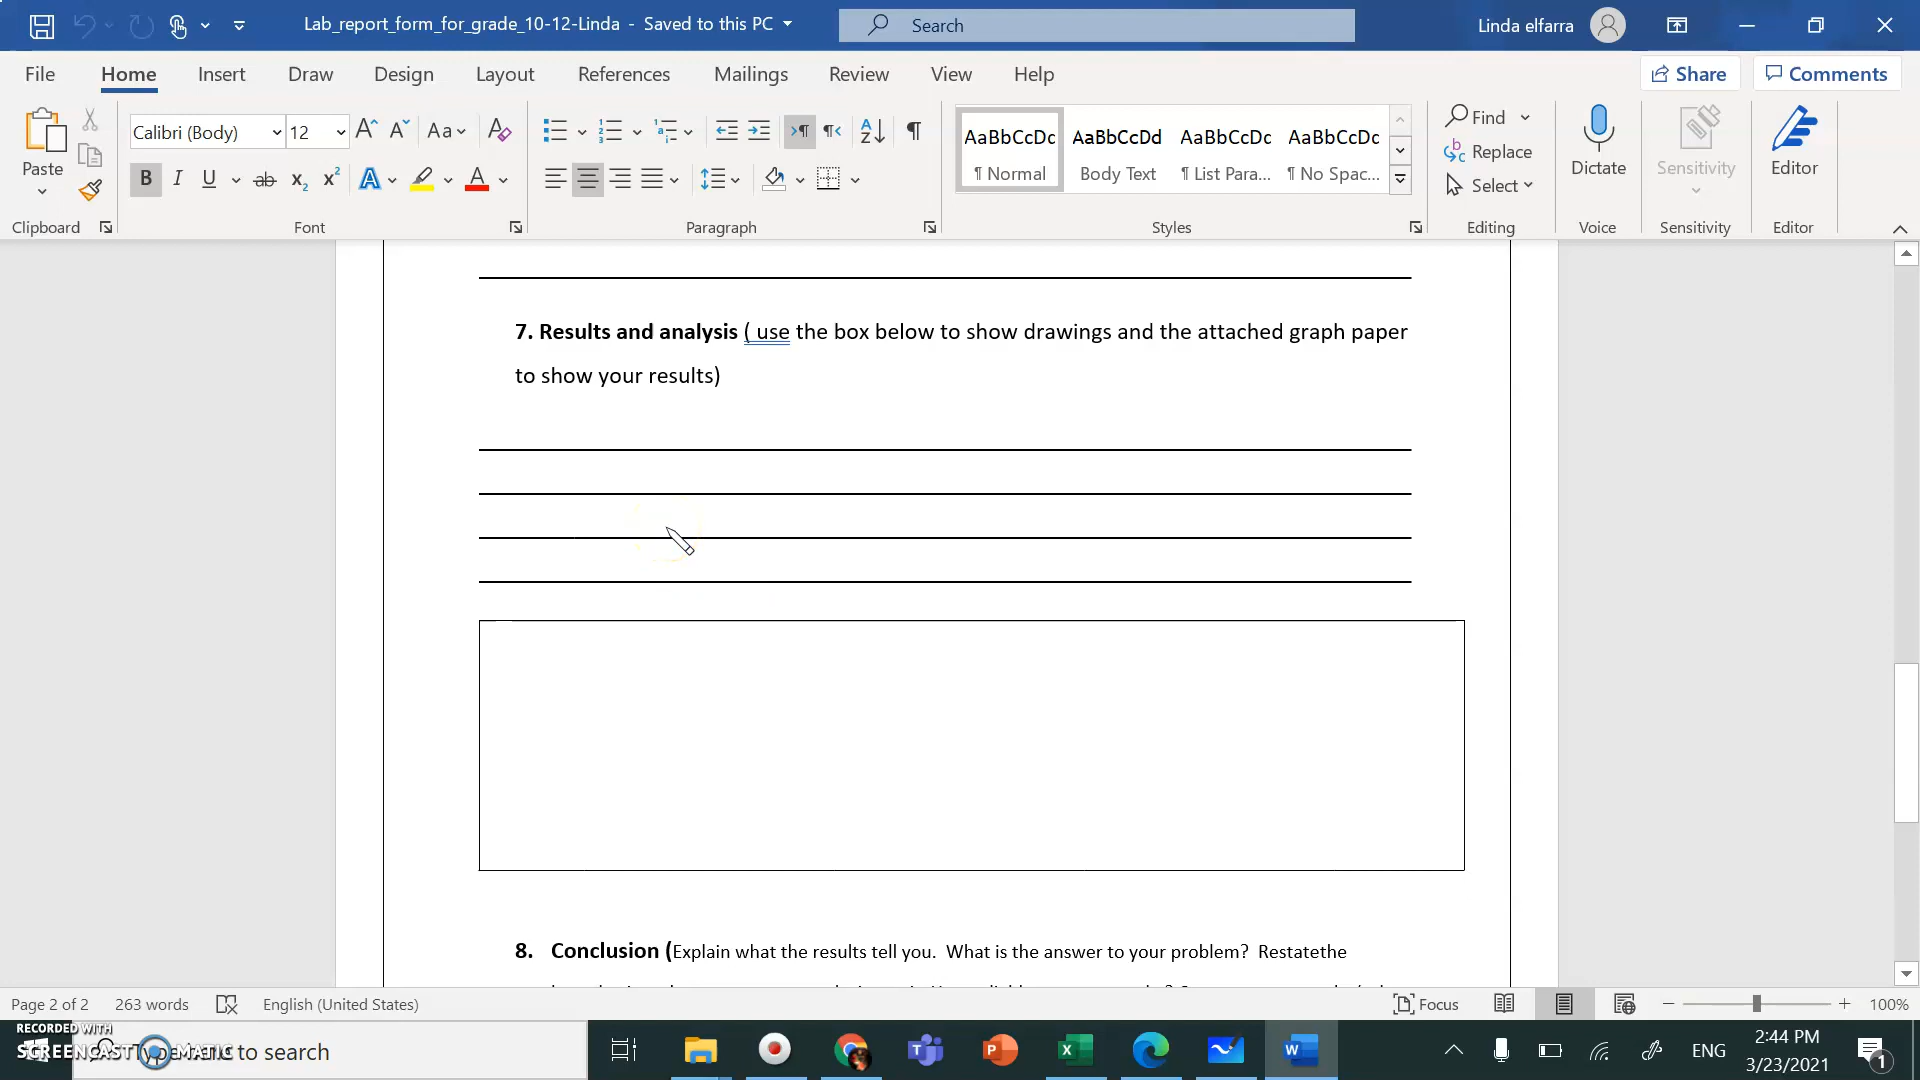 Lab_report_form_for_grade_10-12-Linda - Saved to this PC
Search
Linda elfarra
File Home Insert Draw Design Layout References Mailings Review View Help
Share Comments
Paste
Clipboard
Calibri (Body) 12
Font
Paragraph
AaBbCcDc AaBbCcDd AaBbCcDc AaBbCcDc
¶ Normal Body Text ¶ List Para... ¶ No Spac...
Styles
Find
Replace
Select
Editing
Dictate
Voice
Sensitivity
Sensitivity
Editor
Editor
7. Results and analysis ( use the box below to show drawings and the attached graph paper
to show your results)
8. Conclusion (Explain what the results tell you. What is the answer to your problem? Restatethe
Page 2 of 2 263 words English (United States) Focus 100%
RECORDED WITH
SCREENCAST MATIC
to search
ENG
2:44 PM
3/23/2021
1